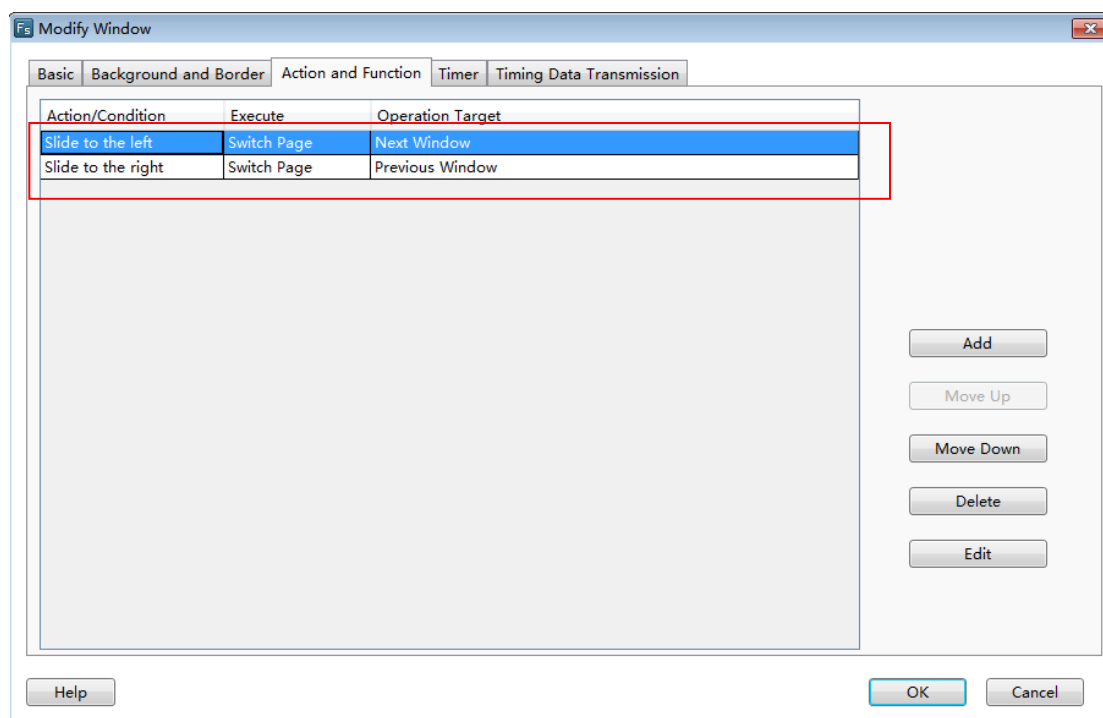 Fs Modify Window
Basic Background and Border Action and Function Timer Timing Data Transmission
Action/Condition Execute Operation Target
Slide to the left Switch Page Next Window
Slide to the right Switch Page Previous Window
Add
Move Up
Move Down
Delete
Edit
Help OK Cancel